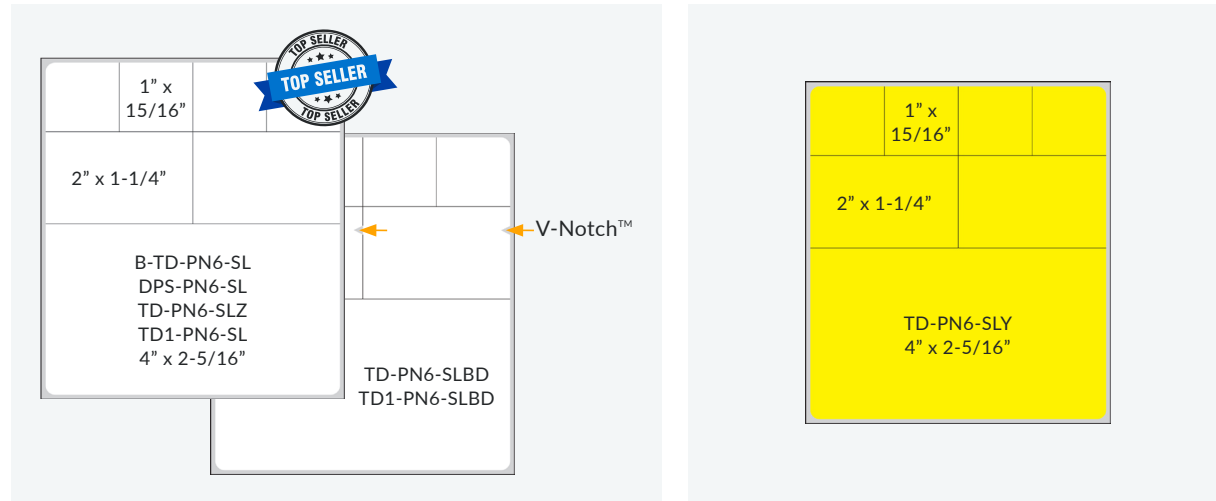 TOP SELLER
TOP SELLER
TOP SELLER
1” x
15/16”
2” x 1-1/4”
B-TD-PN6-SL
DPS-PN6-SL
TD-PN6-SLZ
TD1-PN6-SL
4” x 2-5/16”
V-Notch™
TD-PN6-SLBD
TD1-PN6-SLBD
1” x
15/16”
2” x 1-1/4”
TD-PN6-SLY
4” x 2-5/16”